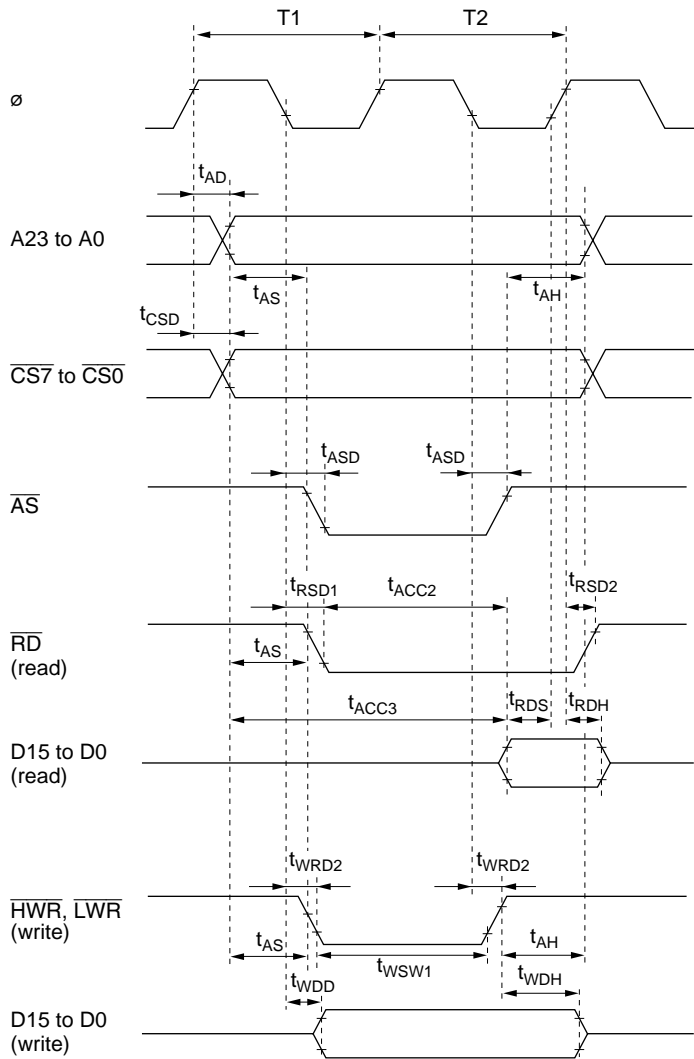 T1 T2
ø
tAD
A23 to A0
tAS tAH
tCSD
CS7 to CS0
tASD tASD
AS
tRSD1 tACC2 tRSD2
RD
(read)
tAS
tACC3 tRDS tRDH
D15 to D0
(read)
tWRD2 tWRD2
HWR, LWR
(write)
tAS tWSW1 tAH
tWDD tWDH
D15 to D0
(write)